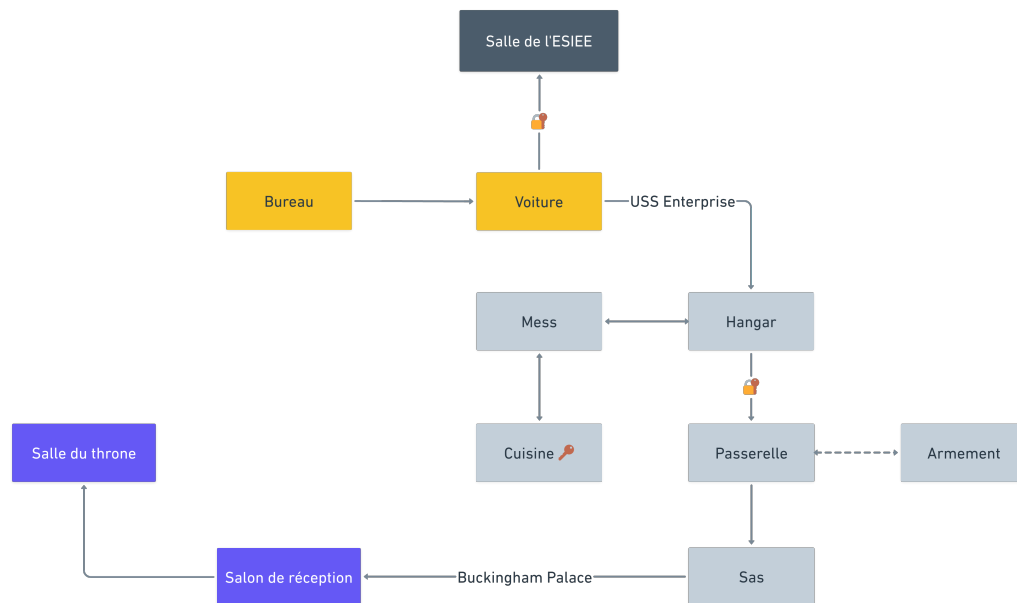 Salle de l'ESIEE
Bureau
Voiture
USS Enterprise
Mess
Hangar
Salle du throne
Cuisine
Passerelle
Armement
Salon de réception
Buckingham Palace
Sas